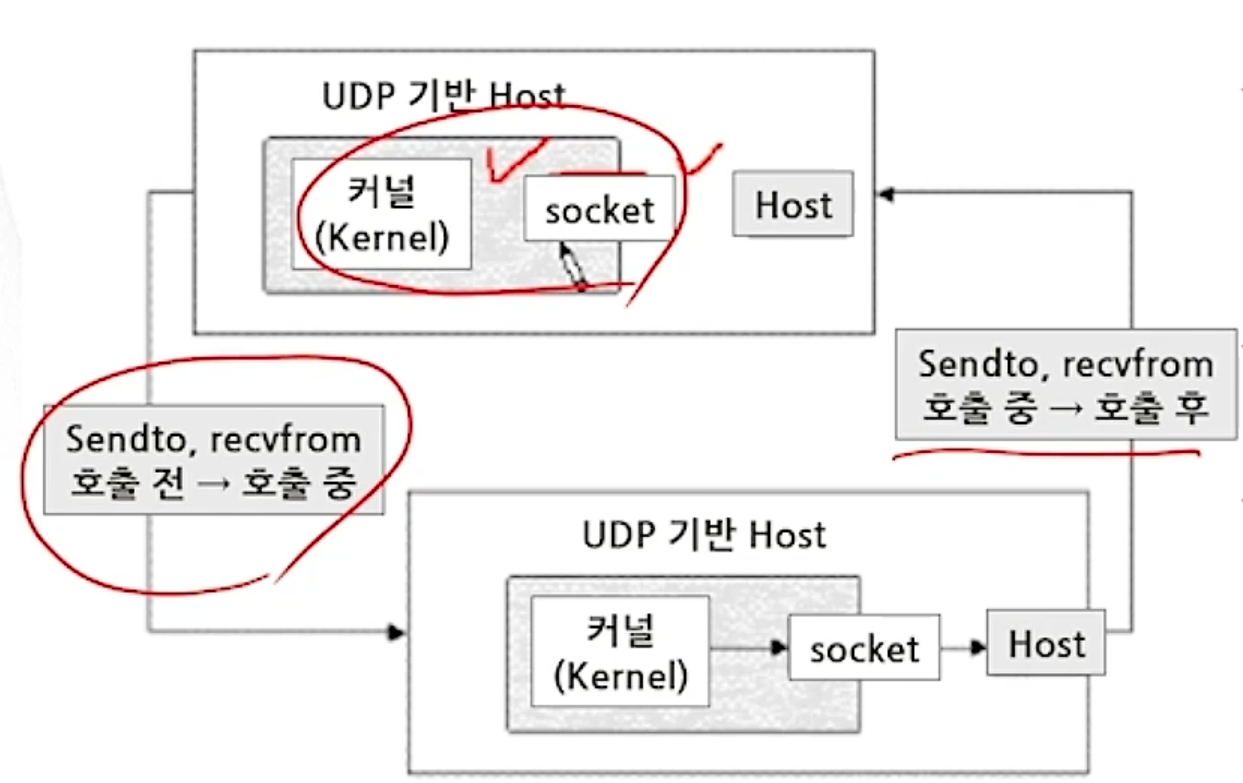 UDP 기반 Host
커널
(Kernel)
socket
Host
Sendto, recvfrom
호출 중 → 호출 후
Sendto, recvfrom
호출 전 → 호출 중
UDP 기반 Host
커널
(Kernel)
socket
Host